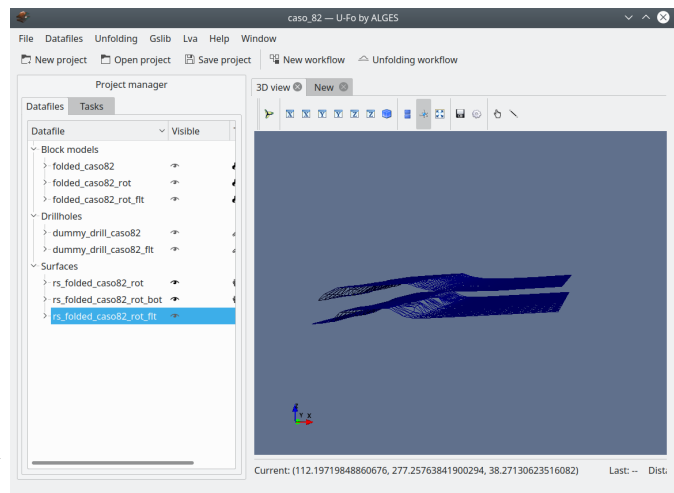 caso_82 — U-Fo by ALGES
File Datafiles Unfolding Gslib Lva Help Window
New project Open project Save project New workflow Unfolding workflow
Project manager
3D view New
Datafiles Tasks
Datafile Visible
Block models
folded_caso82
folded_caso82_rot
folded_caso82_rot_flt
Drillholes
dummy_drill_caso82
dummy_drill_caso82_flt
Surfaces
rs_folded_caso82_rot
rs_folded_caso82_rot_bot
rs_folded_caso82_rot_flt
Z
Y X
Current: (112.19719848860676, 277.25763841900294, 38.27130623516082) Last: -- Dista